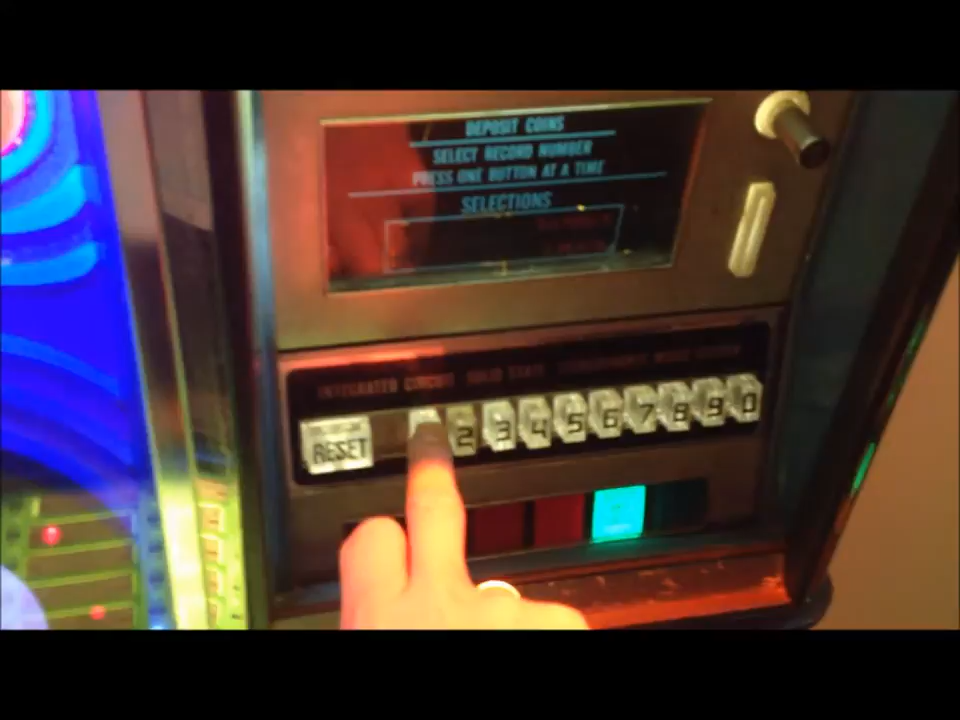 DEPOSIT COINS
SELECT RECORD NUMBER
PRESS ONE BUTTON AT A TIME
SELECTIONS
INTEGRATED CIRCUIT SOLID STATE
RESET 2 3 4 5 6 7 8 9 0